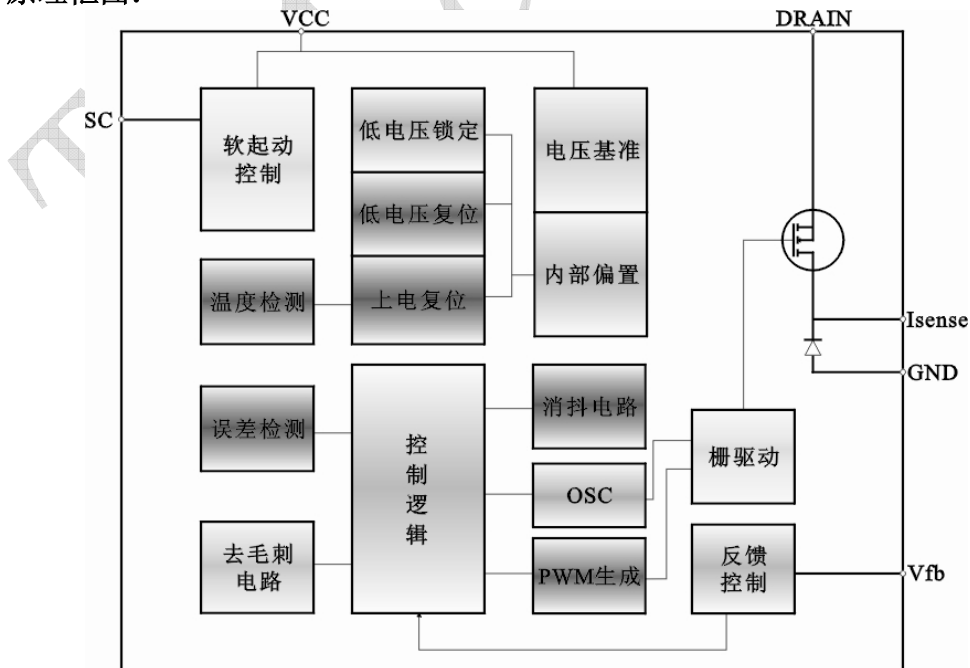 原理框图：
VCC
DRAIN
SC
软起动
控制
低电压锁定
电压基准
低电压复位
内部偏置
温度检测
上电复位
Isense
GND
误差检测
控
制
逻
辑
消抖电路
栅驱动
OSC
去毛刺
电路
PWM生成
反馈
控制
Vfb